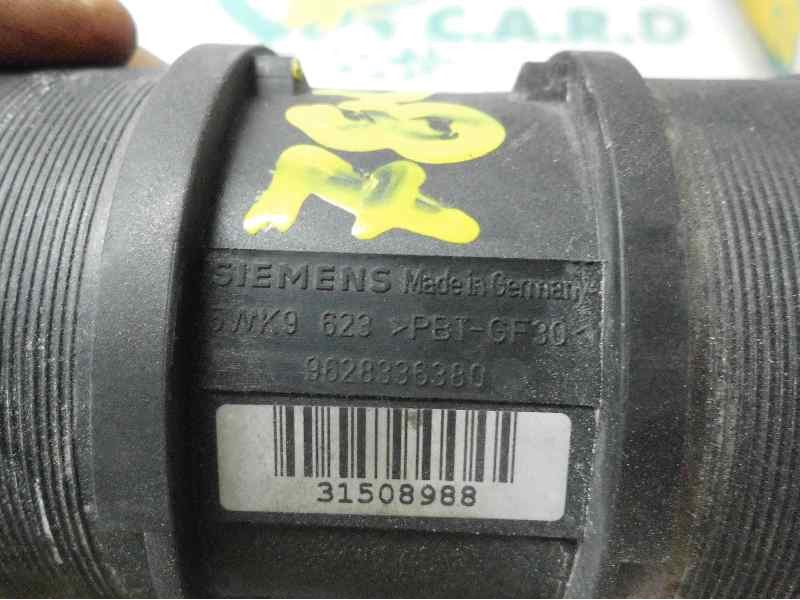 C.A.R.D
SIEMENS Made in Germany
5WK9 623 >PBT-GF30<
9628336380
31508988